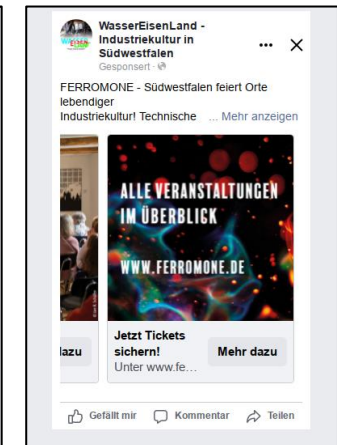 WasserEisenLand -
Industriekultur in
Südwestfalen
Gesponsert ·
FERROMONE - Südwestfalen feiert Orte
lebendiger
Industriekultur! Technische ... Mehr anzeigen
ALLE VERANSTALTUNGEN
IM ÜBERBLICK
WWW.FERROMONE.DE
Jetzt Tickets
sichern!
Unter www.fe...
lazu
Mehr dazu
Gefällt mir Kommentar Teilen